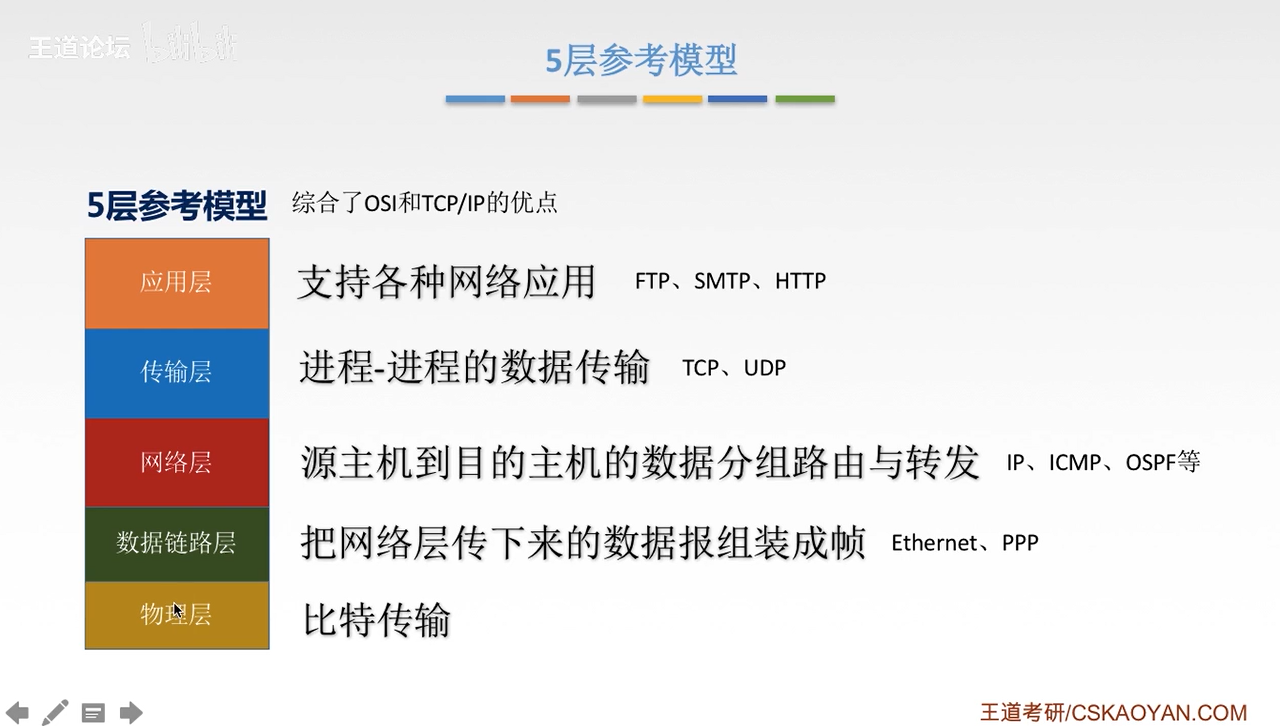 王道论坛 bilibili
5层参考模型
5层参考模型 综合了OSI和TCP/IP的优点
应用层 支持各种网络应用 FTP、SMTP、HTTP
传输层 进程-进程的数据传输 TCP、UDP
网络层 源主机到目的主机的数据分组路由与转发 IP、ICMP、OSPF等
数据链路层 把网络层传下来的数据报组装成帧 Ethernet、PPP
物理层 比特传输
王道考研/CSKAOYAN.COM